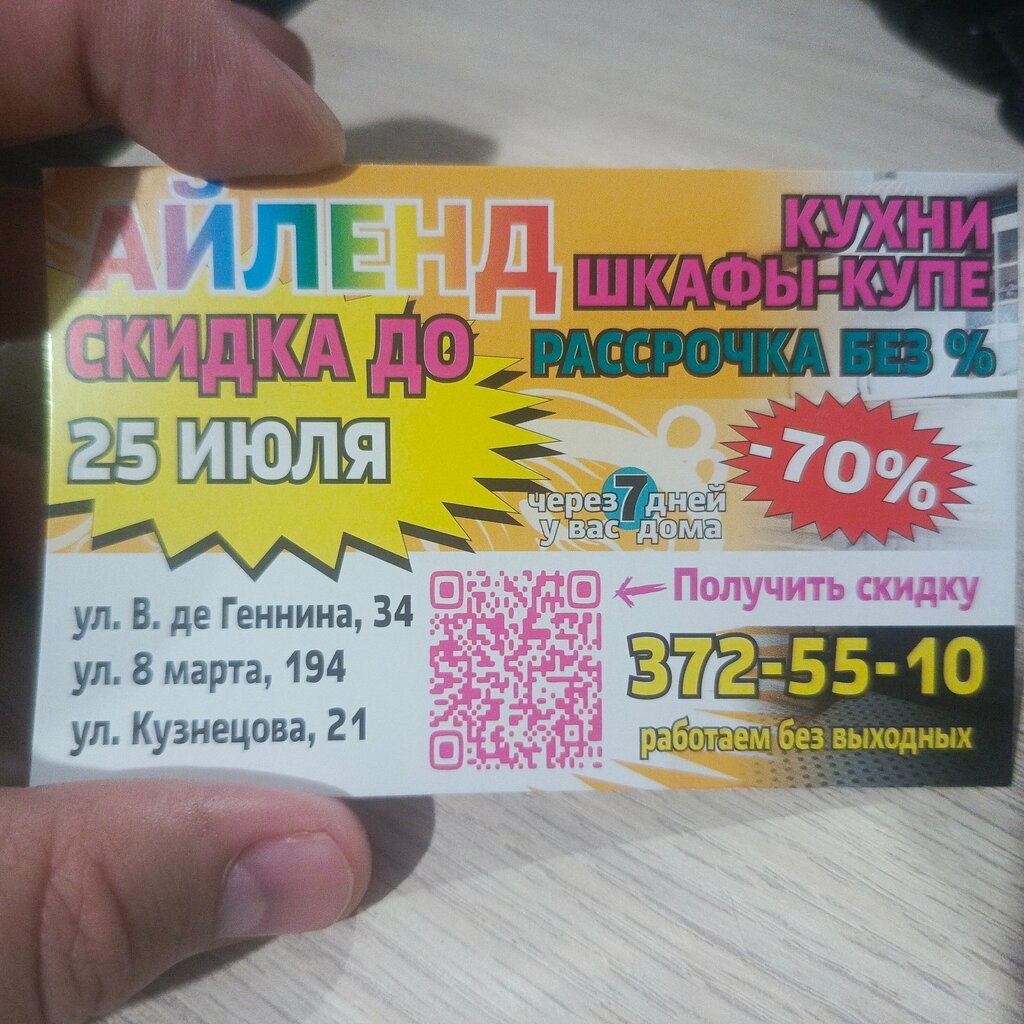 АЙЛЕНД
КУХНИ
ШКАФЫ-КУПЕ
СКИДКА ДО
25 ИЮЛЯ
РАССРОЧКА БЕЗ %
-70%
через 7 дней
у вас дома
ул. В. де Геннина, 34
ул. 8 марта, 194
ул. Кузнецова, 21
Получить скидку
372-55-10
работаем без выходных